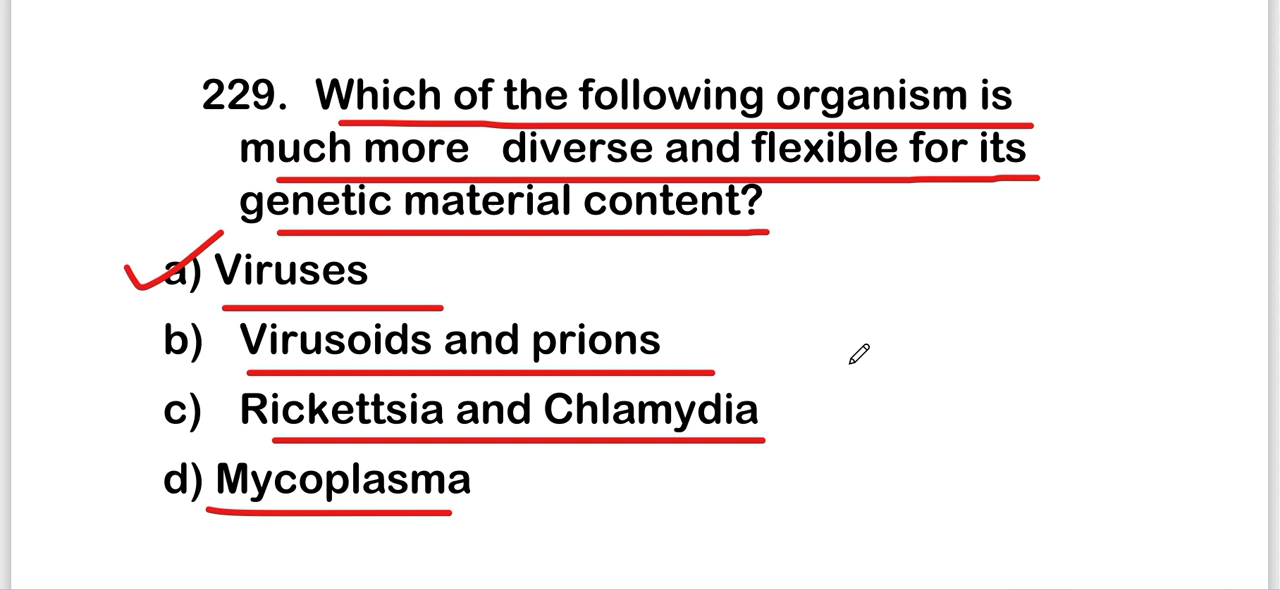 229. Which of the following organism is
much more diverse and flexible for its
genetic material content?
a) Viruses
b) Virusoids and prions
c) Rickettsia and Chlamydia
d) Mycoplasma